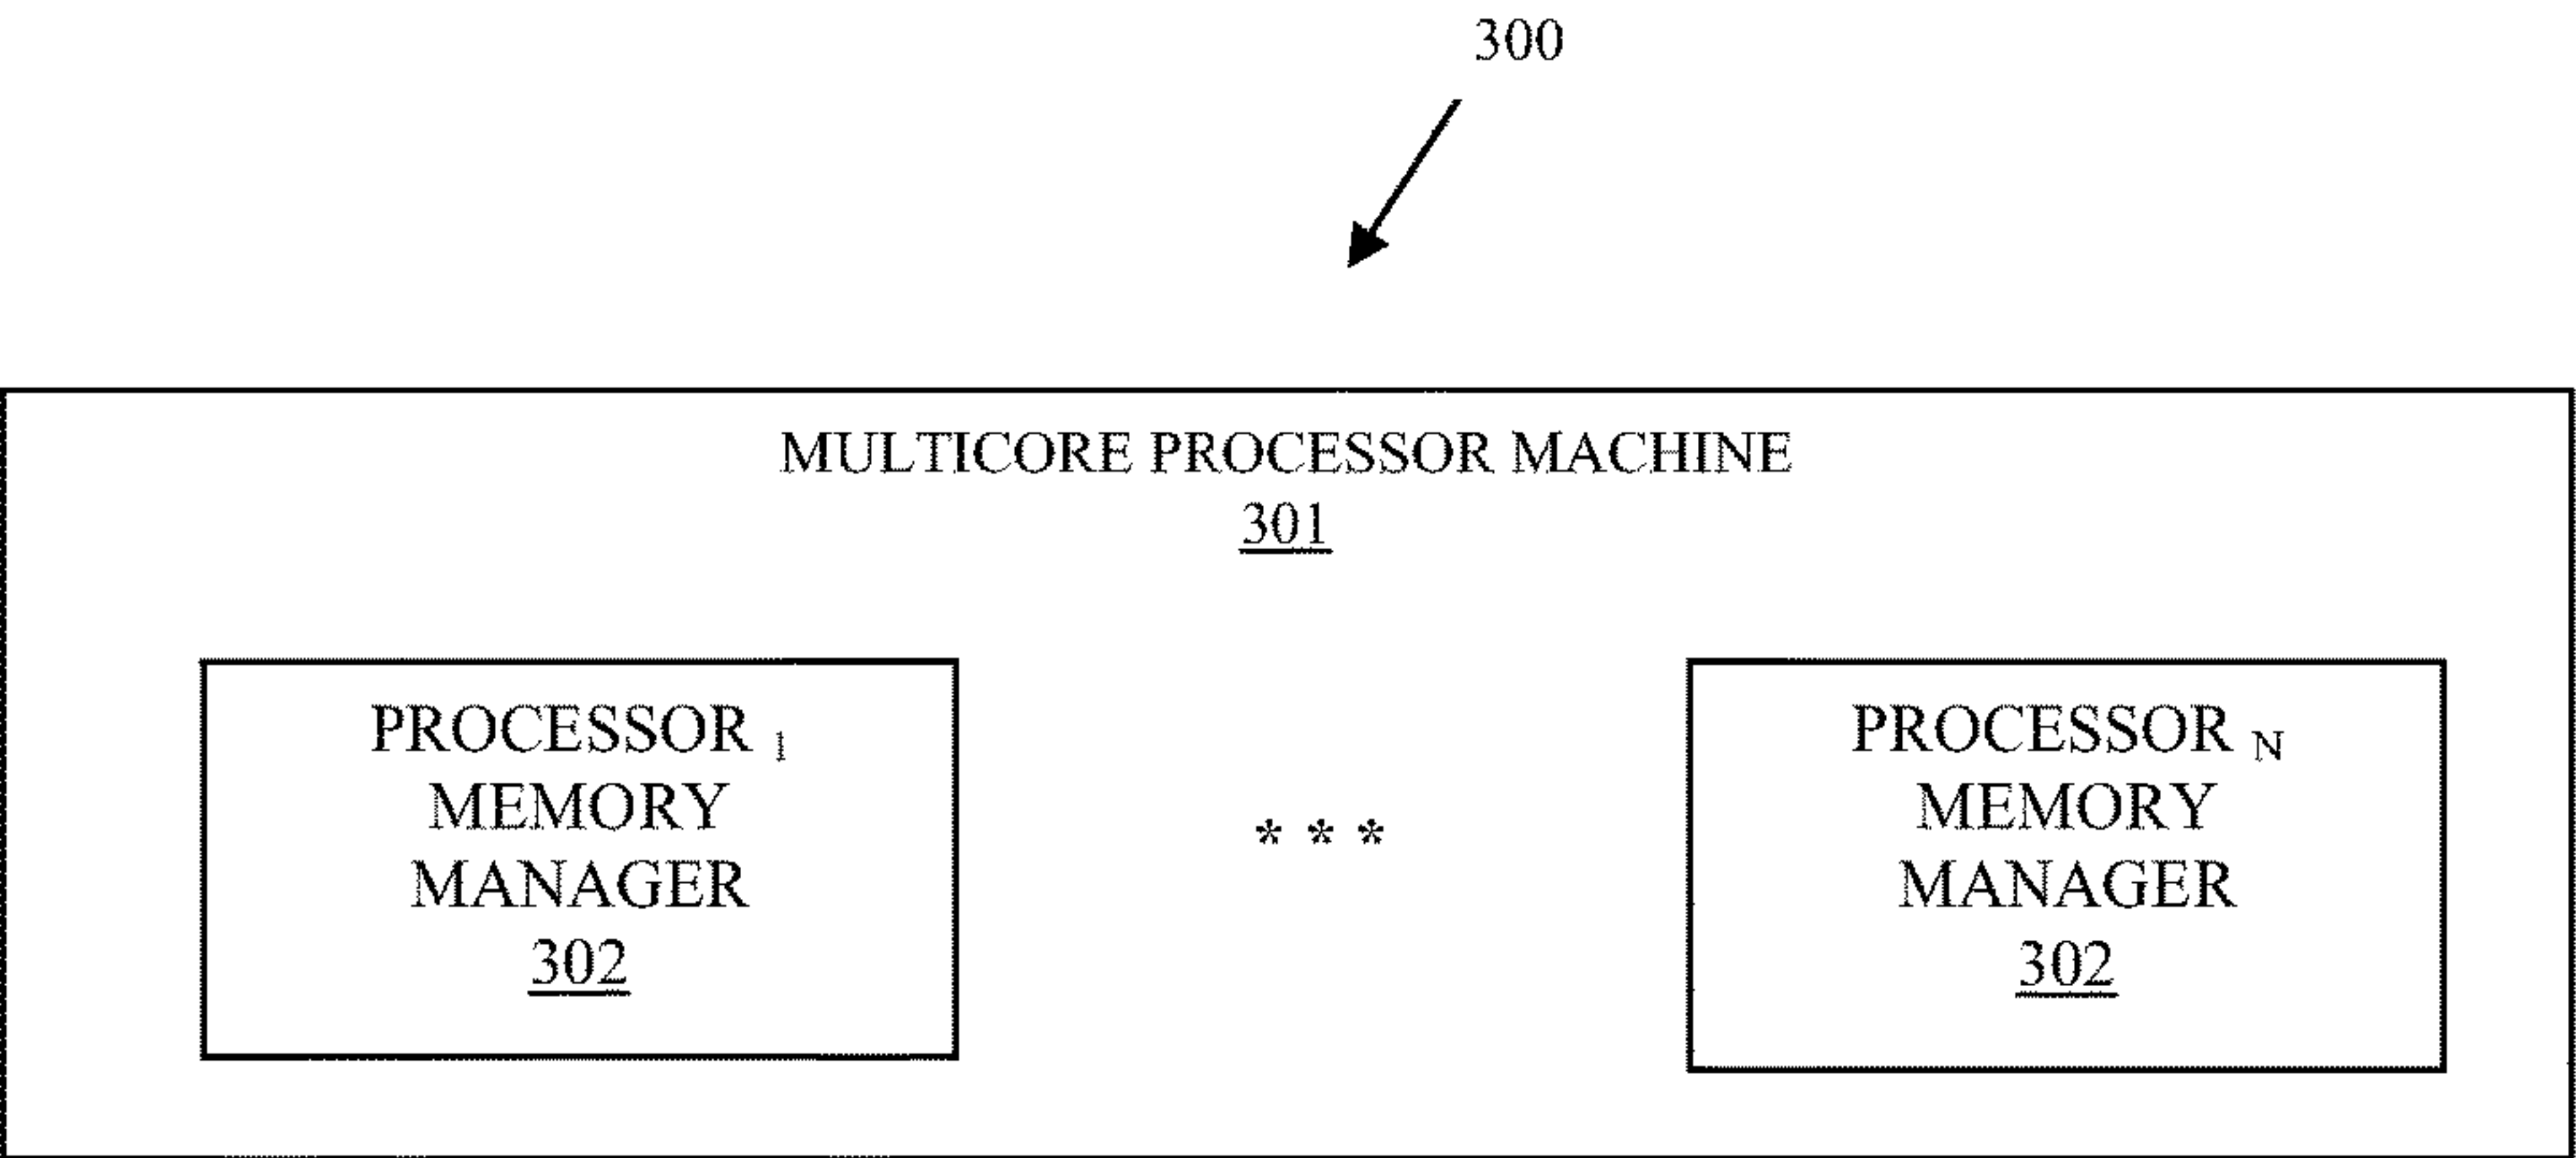 300
MULTICORE PROCESSOR MACHINE
301
PROCESSOR 1
MEMORY
MANAGER
302
* * *
PROCESSOR N
MEMORY
MANAGER
302